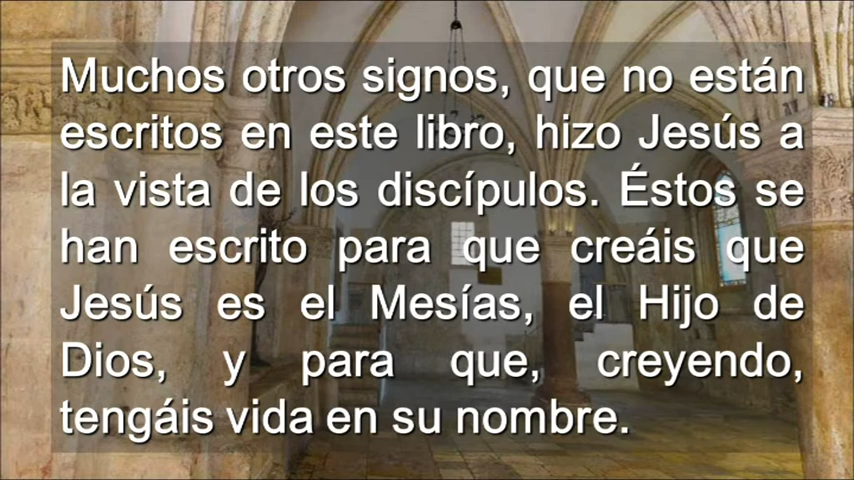 Muchos otros signos, que no están
escritos en este libro, hizo Jesús a
la vista de los discípulos. Éstos se
han escrito para que creáis que
Jesús es el Mesías, el Hijo de
Dios, y para que, creyendo,
tengáis vida en su nombre.